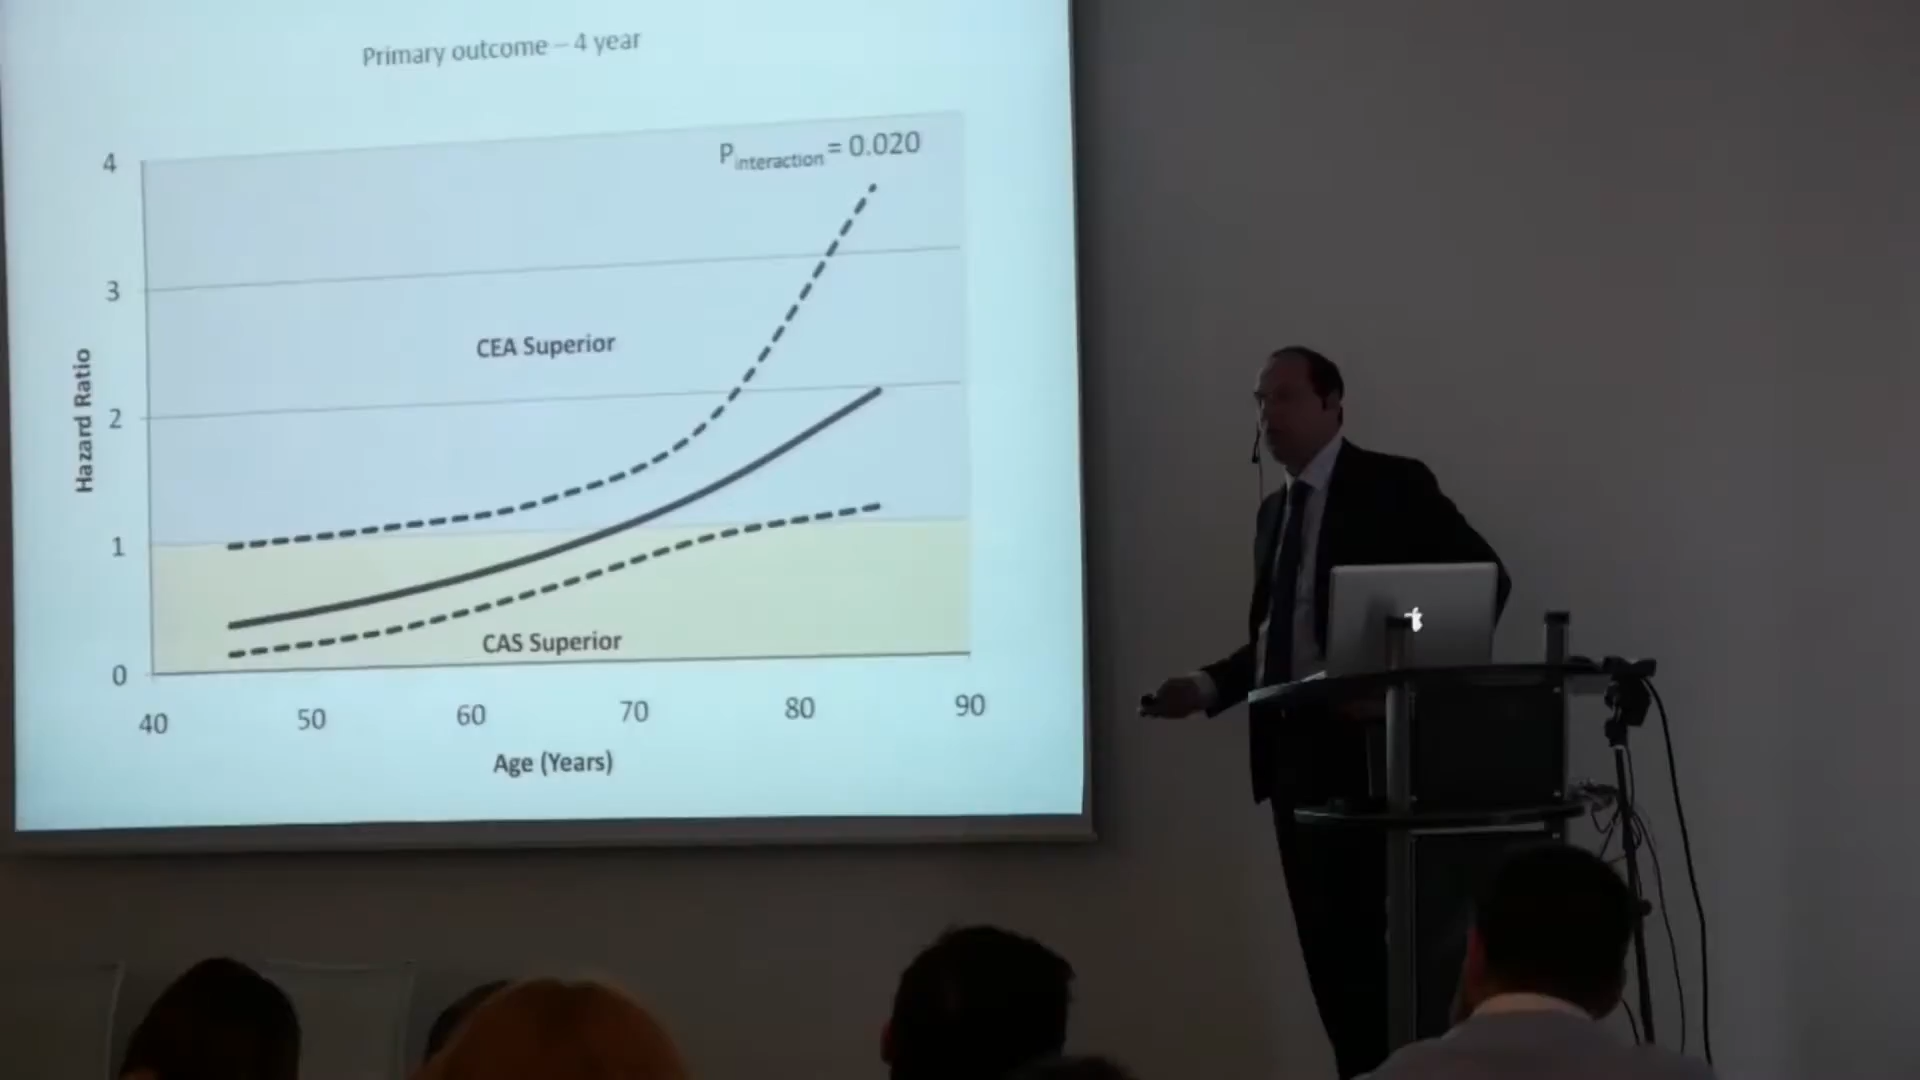 Primary outcome – 4 year
P interaction = 0.020
4
3
2
1
0
Hazard Ratio
CEA Superior
CAS Superior
40 50 60 70 80 90
Age (Years)